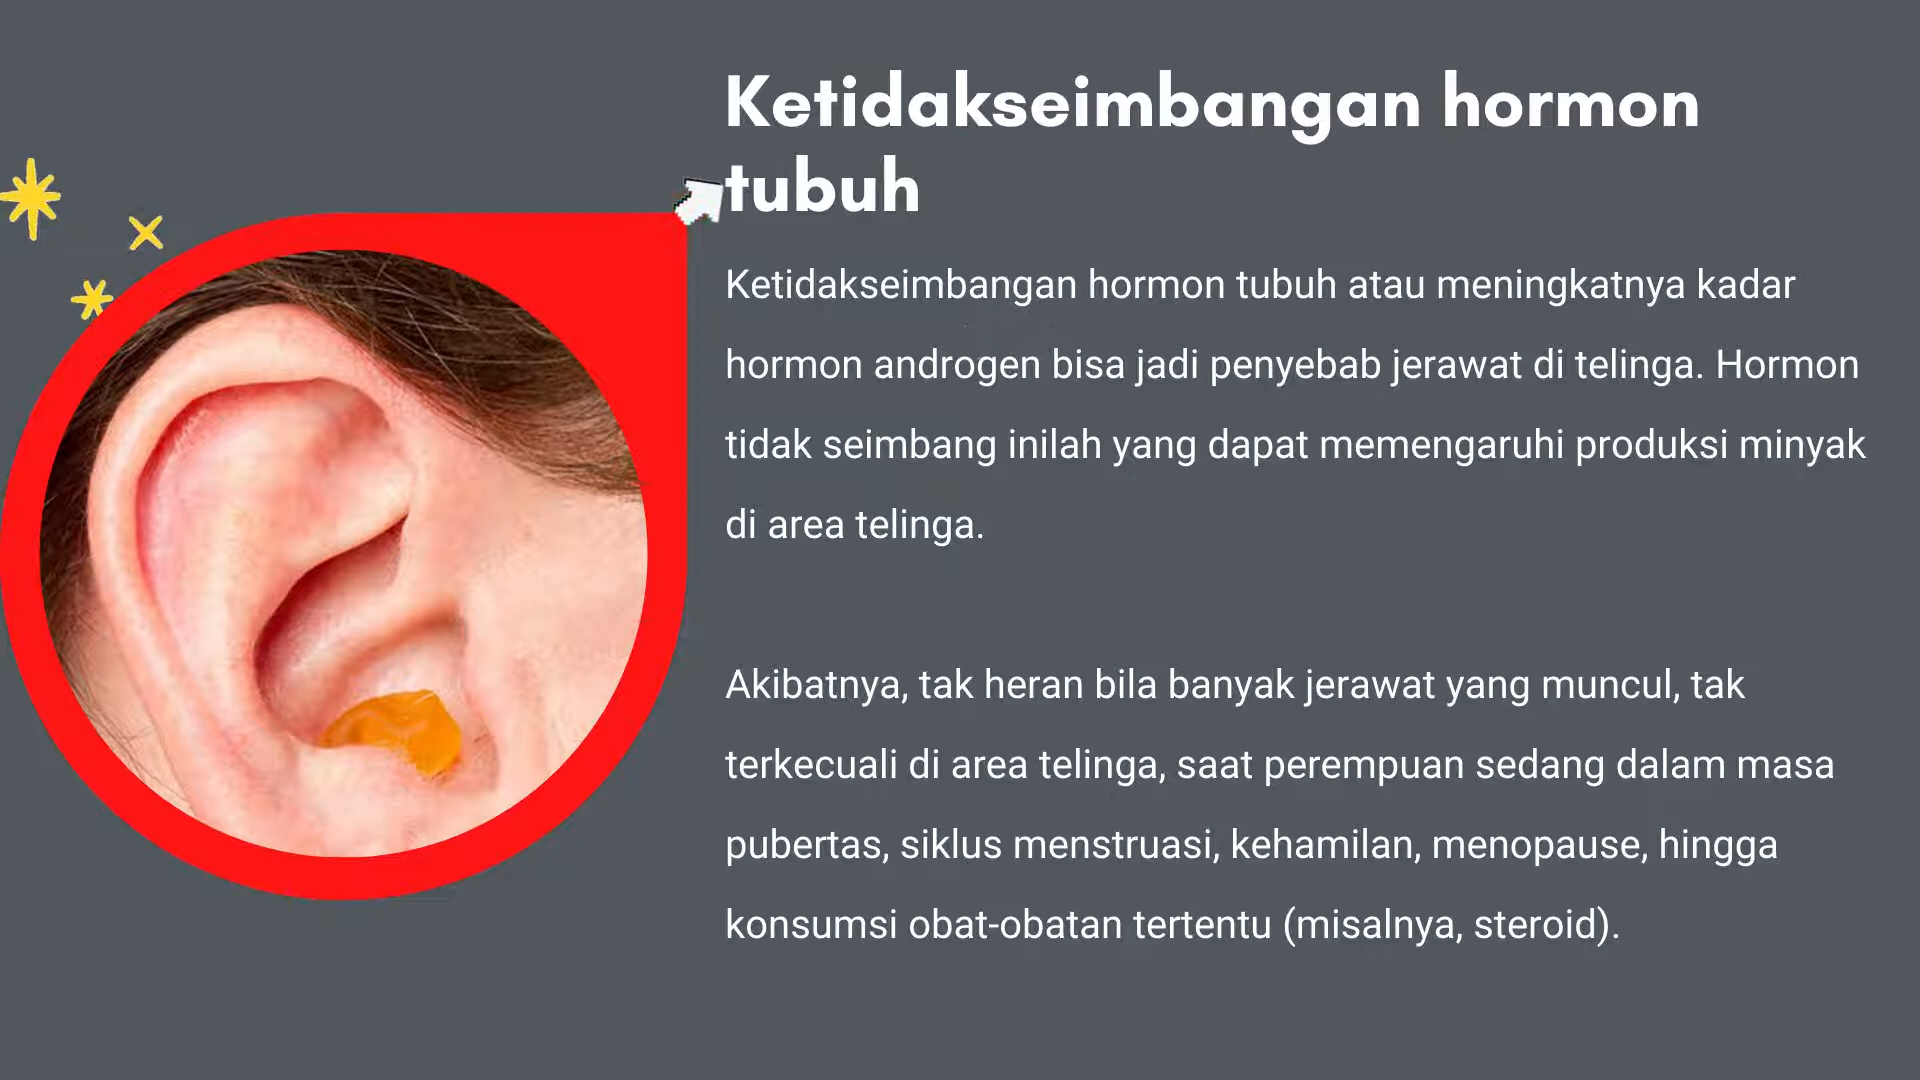 Ketidakseimbangan hormon
tubuh
Ketidakseimbangan hormon tubuh atau meningkatnya kadar
hormon androgen bisa jadi penyebab jerawat di telinga. Hormon
tidak seimbang inilah yang dapat memengaruhi produksi minyak
di area telinga.
Akibatnya, tak heran bila banyak jerawat yang muncul, tak
terkecuali di area telinga, saat perempuan sedang dalam masa
pubertas, siklus menstruasi, kehamilan, menopause, hingga
konsumsi obat-obatan tertentu (misalnya, steroid).